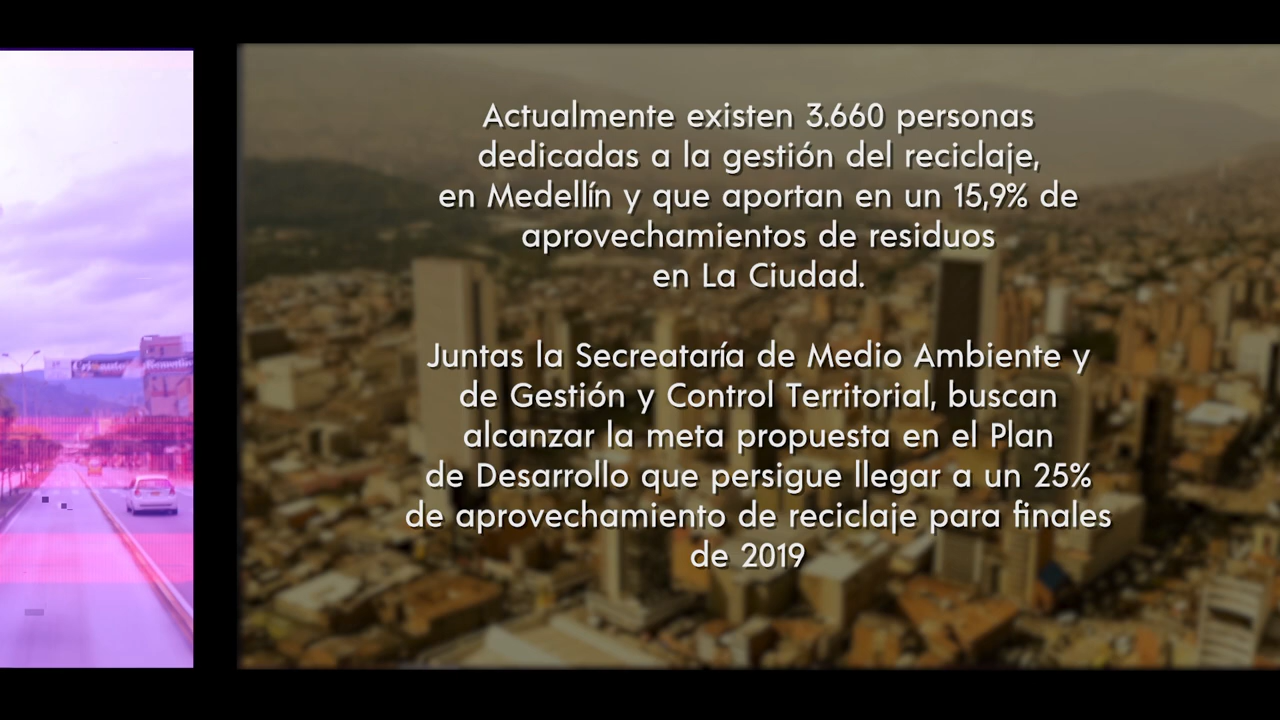 Actualmente existen 3.660 personas
dedicadas a la gestión del reciclaje,
en Medellín y que aportan en un 15,9% de
aprovechamientos de residuos
en La Ciudad.
Juntas la Secreataría de Medio Ambiente y
de Gestión y Control Territorial, buscan
alcanzar la meta propuesta en el Plan
de Desarrollo que persigue llegar a un 25%
de aprovechamiento de reciclaje para finales
de 2019